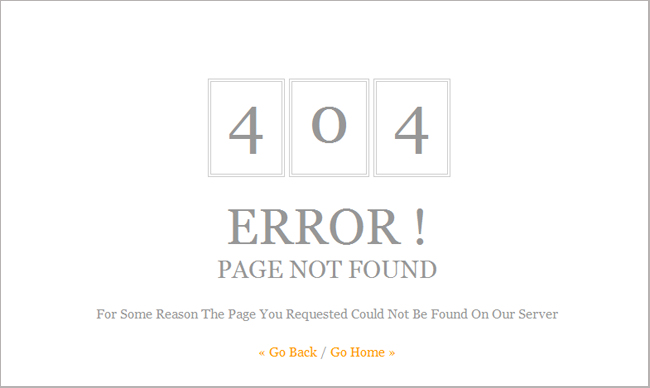 4 0 4
ERROR !
PAGE NOT FOUND
For Some Reason The Page You Requested Could Not Be Found On Our Server
« Go Back / Go Home »